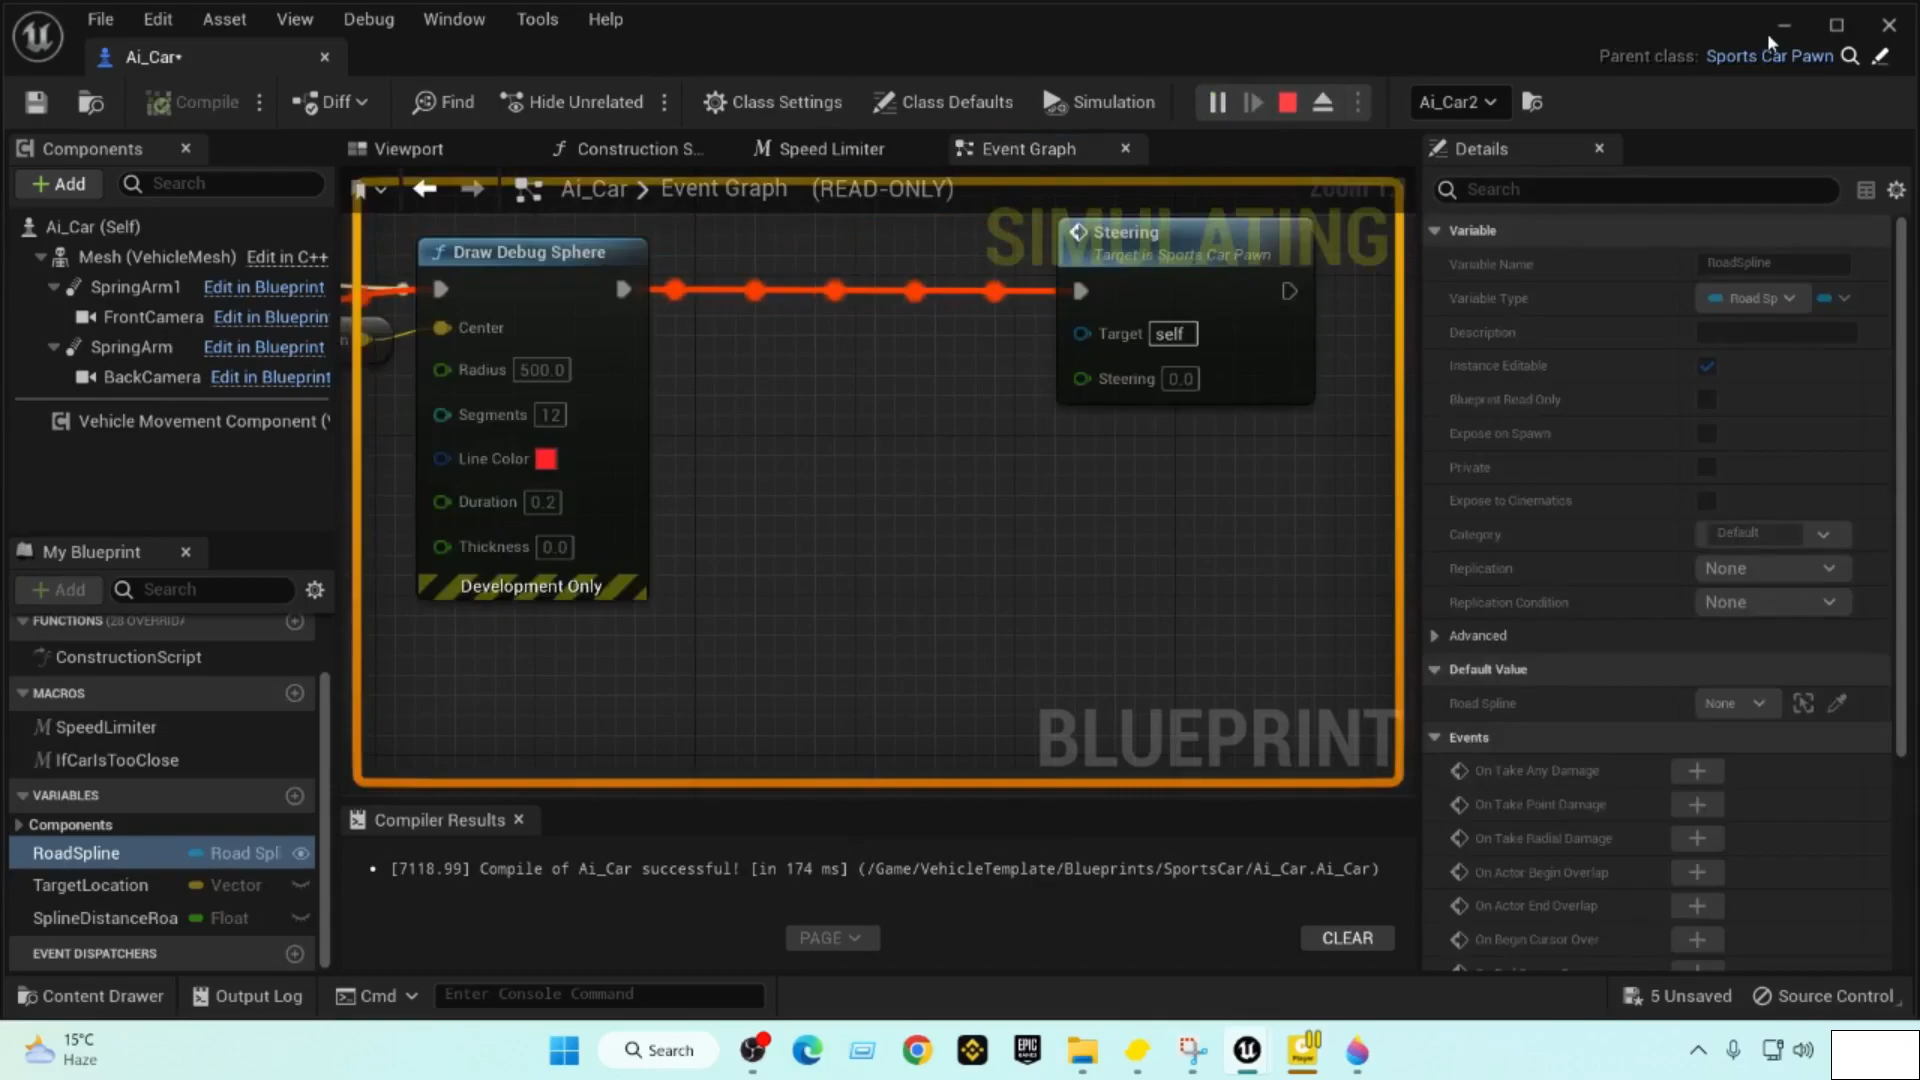 File Edit Asset View Debug Window Tools Help
Ai_Car•
Parent class: Sports Car Pawn
Compile Diff Find Hide Unrelated Class Settings Class Defaults Simulation Ai_Car2
Components
Viewport Construction S... Speed Limiter Event Graph
Details
Add Search
Ai_Car > Event Graph (READ-ONLY)
Search
SIMULATING
Ai_Car (Self)
Mesh (VehicleMesh) Edit in C++
SpringArm1 Edit in Blueprint
FrontCamera Edit in Blueprin
SpringArm Edit in Blueprint
BackCamera Edit in Blueprint
Vehicle Movement Component (
Draw Debug Sphere
Center
Radius 500.0
Segments 12
Line Color
Duration 0.2
Thickness 0.0
Development Only
Steering
Target is Sports Car Pawn
Target self
Steering 0.0
BLUEPRINT
Variable
Variable Name RoadSpline
Variable Type Road Sp
Description
Instance Editable
Blueprint Read Only
Expose on Spawn
Private
Expose to Cinematics
Category Default
Replication None
Replication Condition None
Advanced
Default Value
Road Spline None
Events
On Take Any Damage
On Take Point Damage
On Take Radial Damage
On Actor Begin Overlap
On Actor End Overlap
On Begin Cursor Over
My Blueprint
Add Search
FUNCTIONS (28 OVERRIDA
ConstructionScript
MACROS
SpeedLimiter
IfCarIsTooClose
VARIABLES
Components
RoadSpline Road Spli
TargetLocation Vector
SplineDistanceRoa Float
EVENT DISPATCHERS
Compiler Results
[7118.99] Compile of Ai_Car successful! [in 174 ms] (/Game/VehicleTemplate/Blueprints/SportsCar/Ai_Car.Ai_Car)
PAGE CLEAR
Content Drawer Output Log Cmd Enter Console Command 5 Unsaved Source Control
15°C
Haze
Search
EPIC
GAMES
Player